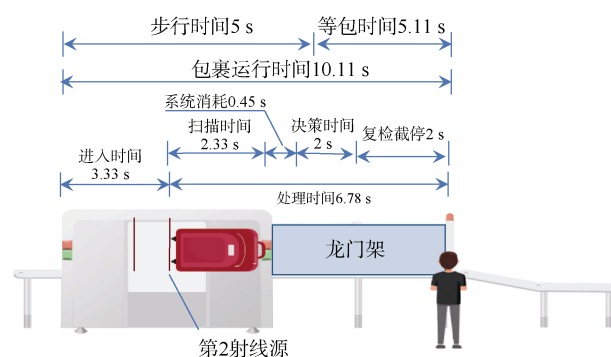 步行时间5 s
等包时间5.11 s
包裹运行时间10.11 s
系统消耗0.45 s
扫描时间
2.33 s
决策时间
2 s
复检截停2 s
进入时间
3.33 s
处理时间6.78 s
龙门架
第2射线源